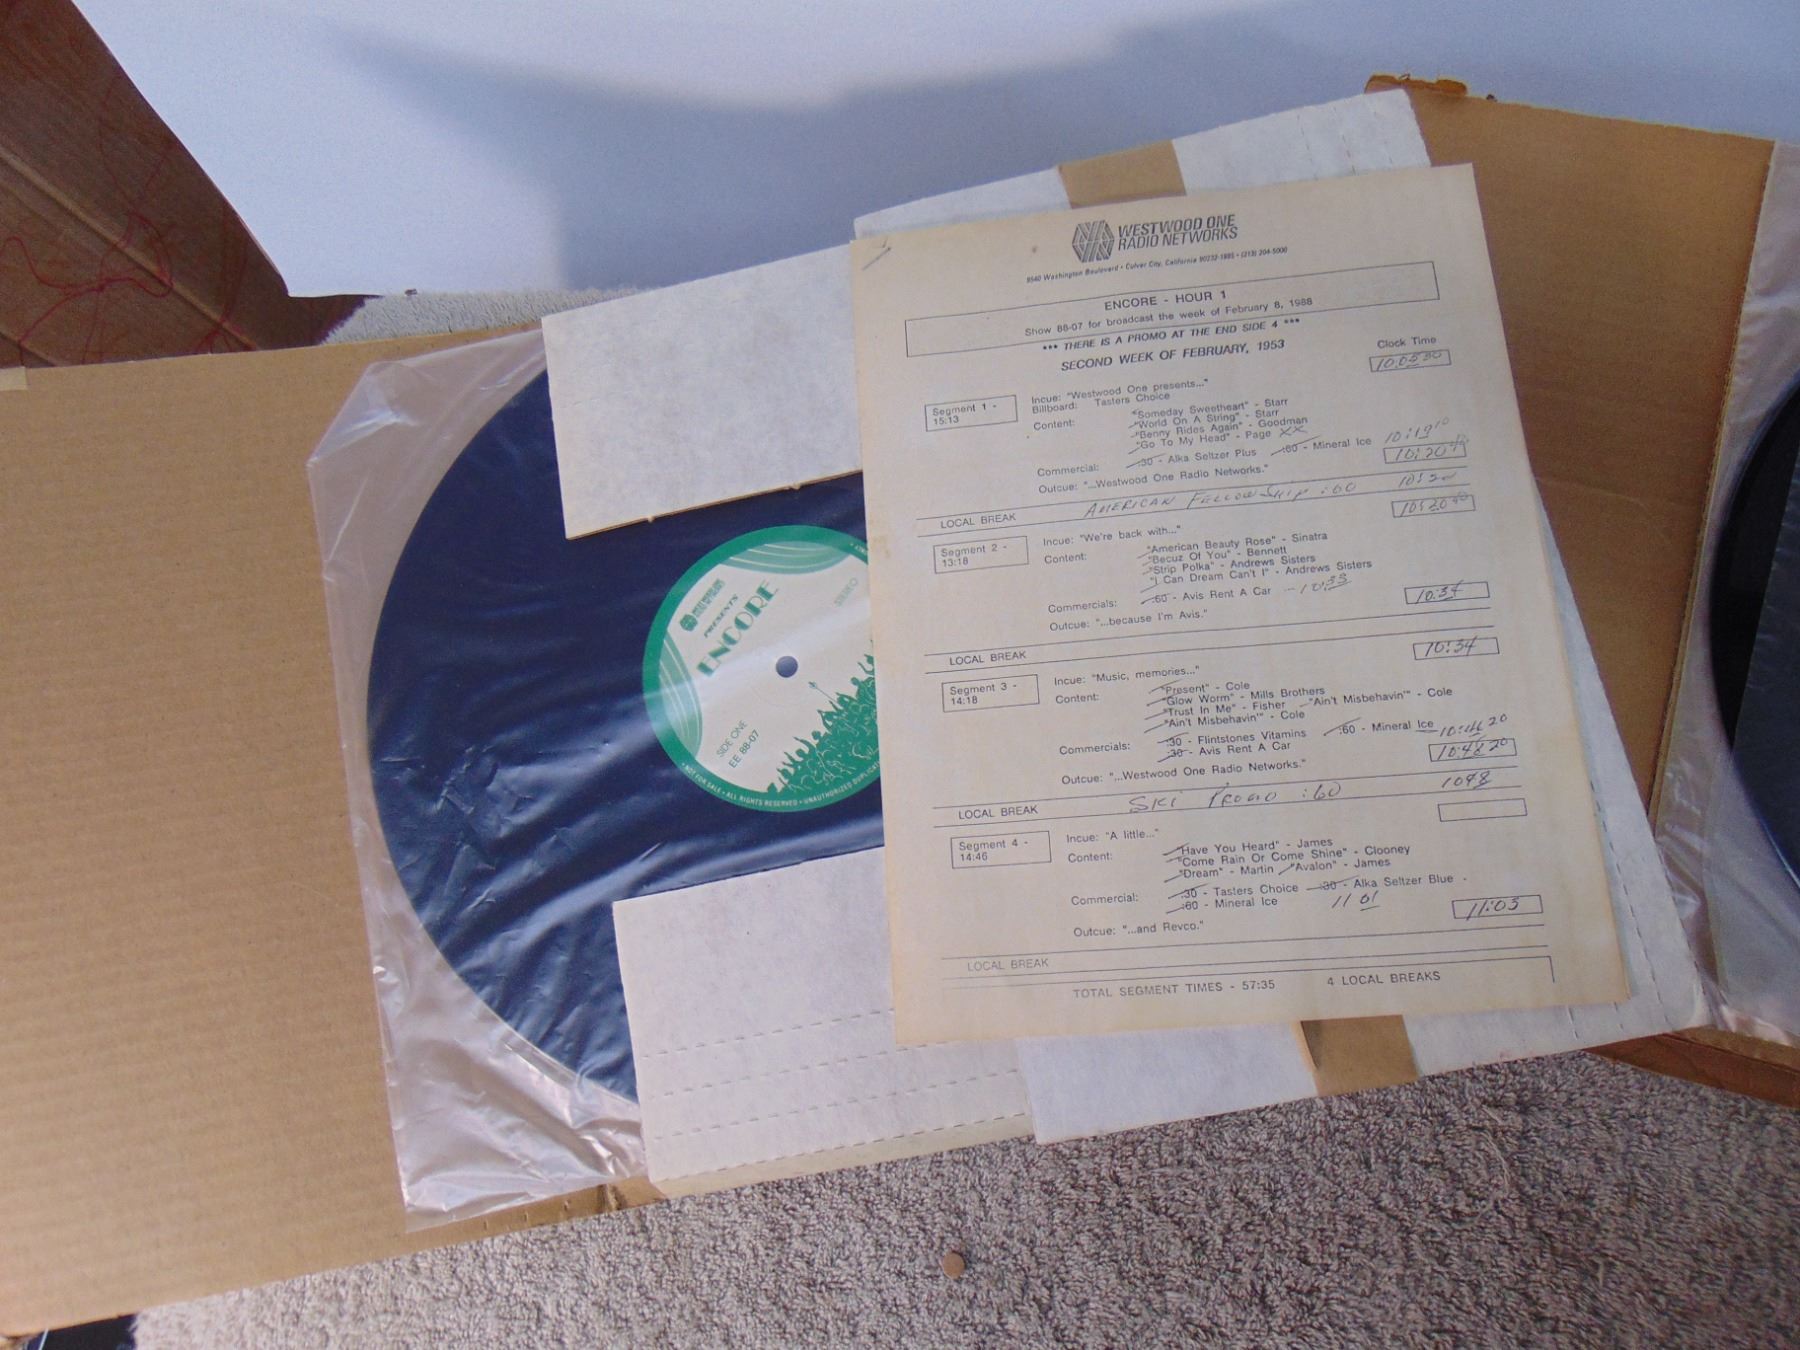 WESTWOOD ONE
RADIO NETWORKS
9540 Washington Boulevard • Culver City, California 90232-1885 • (213) 204-5000
ENCORE - HOUR 1
Show 88-07 for broadcast the week of February 8, 1988
*** THERE IS A PROMO AT THE END SIDE 4 ***
SECOND WEEK OF FEBRUARY, 1953
Clock Time
Segment 1 -
15:13
Incue: "Westwood One presents..."
Billboard: Tasters Choice
Content: "Someday Sweetheart" - Starr
"World On A String" - Starr
"Benny Rides Again" - Goodman
"Go To My Head" - Page XX
10:19 10
Commercial: :30 - Alka Seltzer Plus :60 - Mineral Ice
Outcue: "...Westwood One Radio Networks."
LOCAL BREAK AMERICAN FELLOWSHIP :60
Segment 2 -
13:18
Incue: "We're back with..."
Content: "American Beauty Rose" - Sinatra
"Becuz Of You" - Bennett
"Strip Polka" - Andrews Sisters
"I Can Dream Can't I" - Andrews Sisters
Commercials: :60 - Avis Rent A Car - 10:33
10:34
Outcue: "...because I'm Avis."
LOCAL BREAK
10:34
Segment 3 -
14:18
Incue: "Music, memories..."
Content: "Present" - Cole
"Glow Worm" - Mills Brothers
"Trust In Me" - Fisher "Ain't Misbehavin'" - Cole
"Ain't Misbehavin'" - Cole
Commercials: :30 - Flintstones Vitamins :60 - Mineral Ice
:30 - Avis Rent A Car
10:48 20
Outcue: "...Westwood One Radio Networks."
LOCAL BREAK SKI PROMO :60 1048
Segment 4 -
14:46
Incue: "A little..."
Content: "Have You Heard" - James
"Come Rain Or Come Shine" - Clooney
"Dream" - Martin "Avalon" - James
Commercial: :30 - Tasters Choice :30 - Alka Seltzer Blue
:60 - Mineral Ice 11 01
11:03
Outcue: "...and Revco."
LOCAL BREAK
TOTAL SEGMENT TIMES - 57:35 4 LOCAL BREAKS
PRESENTS
ENCORE
STEREO
SIDE ONE
EE 88-07
• NOT FOR SALE • ALL RIGHTS RESERVED • UNAUTHORIZED